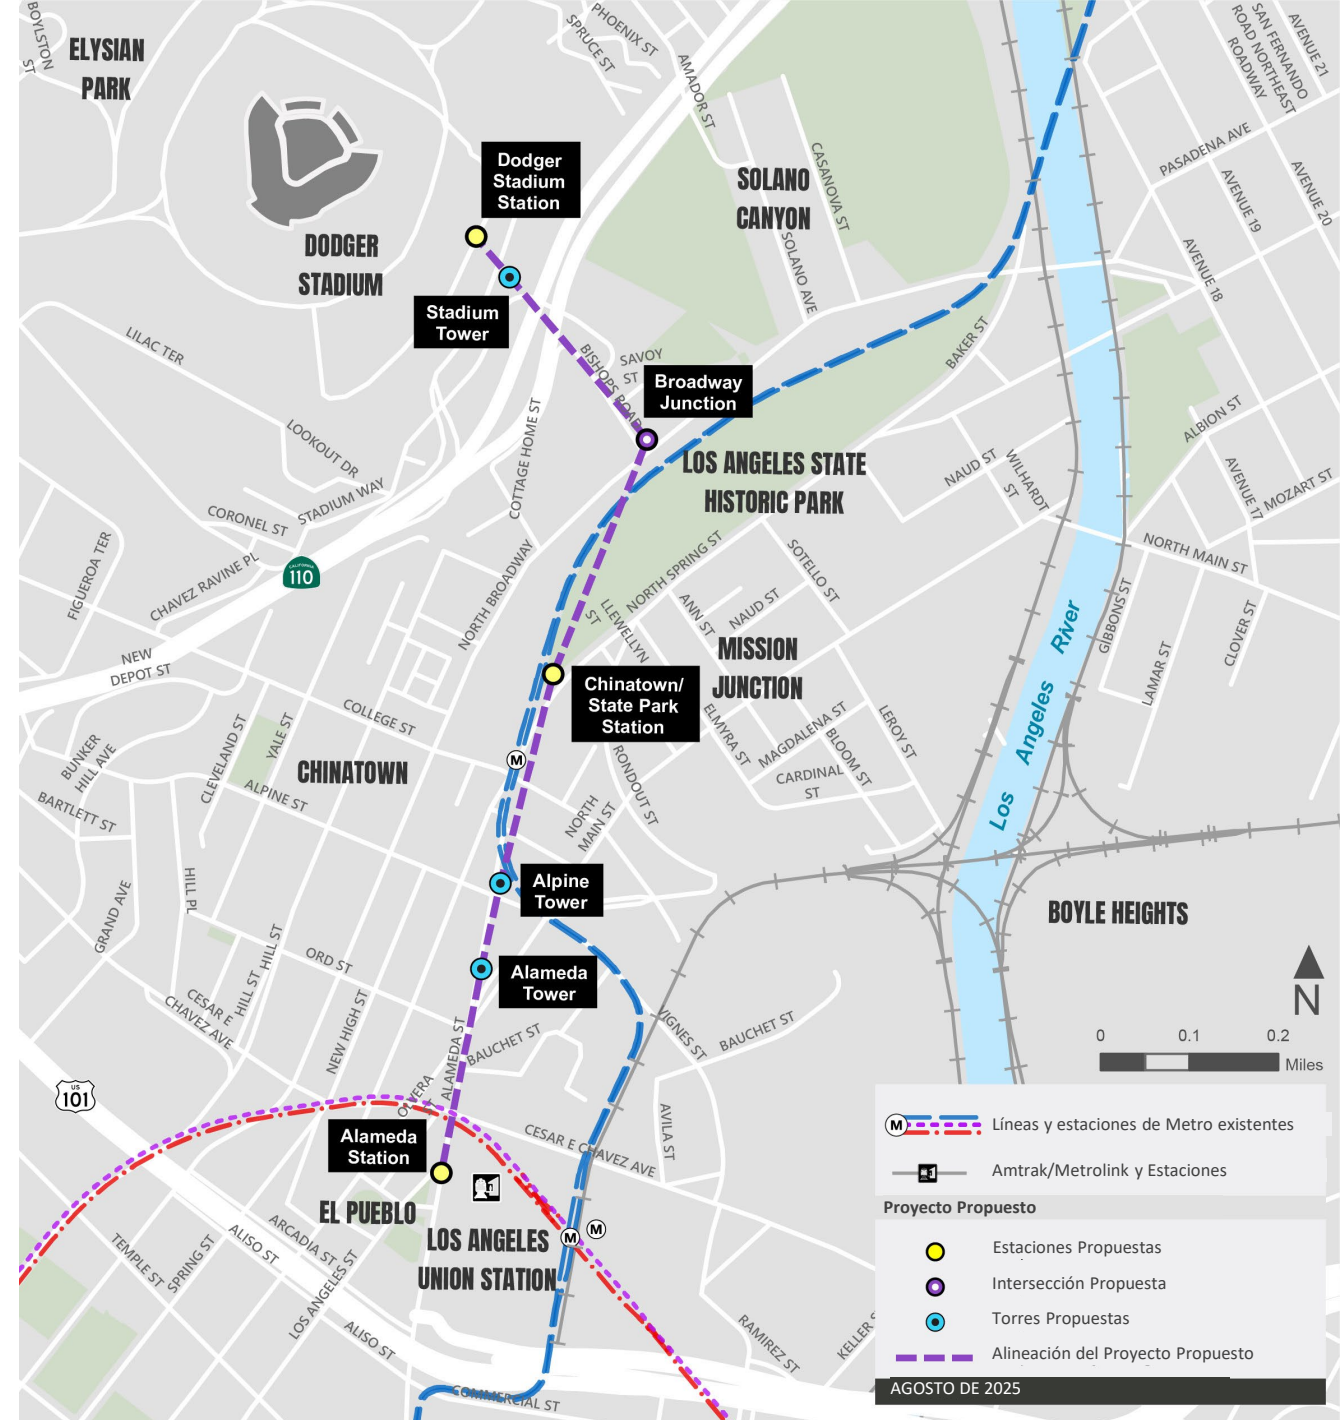 BOYLSTON
ST
ELYSIAN
PARK
PHOENIX ST
SPRUCE ST
AMADOR ST
CASANOVA ST
SOLANO
CANYON
SOLANO AVE
AVENUE 21
SAN FERNANDO
ROAD NORTHEAST
ROADWAY
PASADENA AVE
AVENUE 20
AVENUE 19
AVENUE 18
Dodger
Stadium
Station
DODGER
STADIUM
Stadium
Tower
LILAC TER
BISHOPS ROAD
SAVOY
ST
Broadway
Junction
BAKER ST
LOOKOUT DR
COTTAGE HOME ST
STADIUM WAY
CORONEL ST
LOS ANGELES STATE
HISTORIC PARK
NAUD ST
WILHARDT
ST
ALBION ST
AVENUE 17
MOZART ST
FIGUEROA TER
CHAVEZ RAVINE PL
CALIFORNIA
110
NORTH BROADWAY
NORTH SPRING ST
SOTELLO ST
NORTH MAIN ST
ANN ST
NAUD ST
LLEWELLYN
ST
GIBBONS ST
CLOVER ST
LAMAR ST
NEW
DEPOT ST
MISSION
JUNCTION
Los Angeles River
Chinatown/
State Park
Station
COLLEGE ST
ELMYRA ST
MAGDALENA ST
BLOOM ST
LEROY ST
CARDINAL
ST
BUNKER
HILL AVE
CLEVELAND ST
YALE ST
M
CHINATOWN
ALPINE ST
BARTLETT ST
RONDOUT ST
NORTH
MAIN ST
HILL PL
GRAND AVE
Alpine
Tower
BOYLE HEIGHTS
HILL ST
HILL ST
ORD ST
Alameda
Tower
CESAR E
CHAVEZ AVE
NEW HIGH ST
ALAMEDA ST
BAUCHET ST
VIGNES ST
BAUCHET ST
N
0
0.1
0.2
Miles
US
101
OLVERA
ST
AVILA ST
Alameda
Station
CESAR E CHAVEZ AVE
EL PUEBLO
LOS ANGELES
UNION STATION
M
M
TEMPLE ST
SPRING ST
ALISO ST
ARCADIA ST
LOS ANGELES ST
ALISO ST
COMMERCIAL ST
RAMIREZ ST
KELLER S
M
Líneas y estaciones de Metro existentes
Amtrak/Metrolink y Estaciones
Proyecto Propuesto
Estaciones Propuestas
Intersección Propuesta
Torres Propuestas
Alineación del Proyecto Propuesto
AGOSTO DE 2025